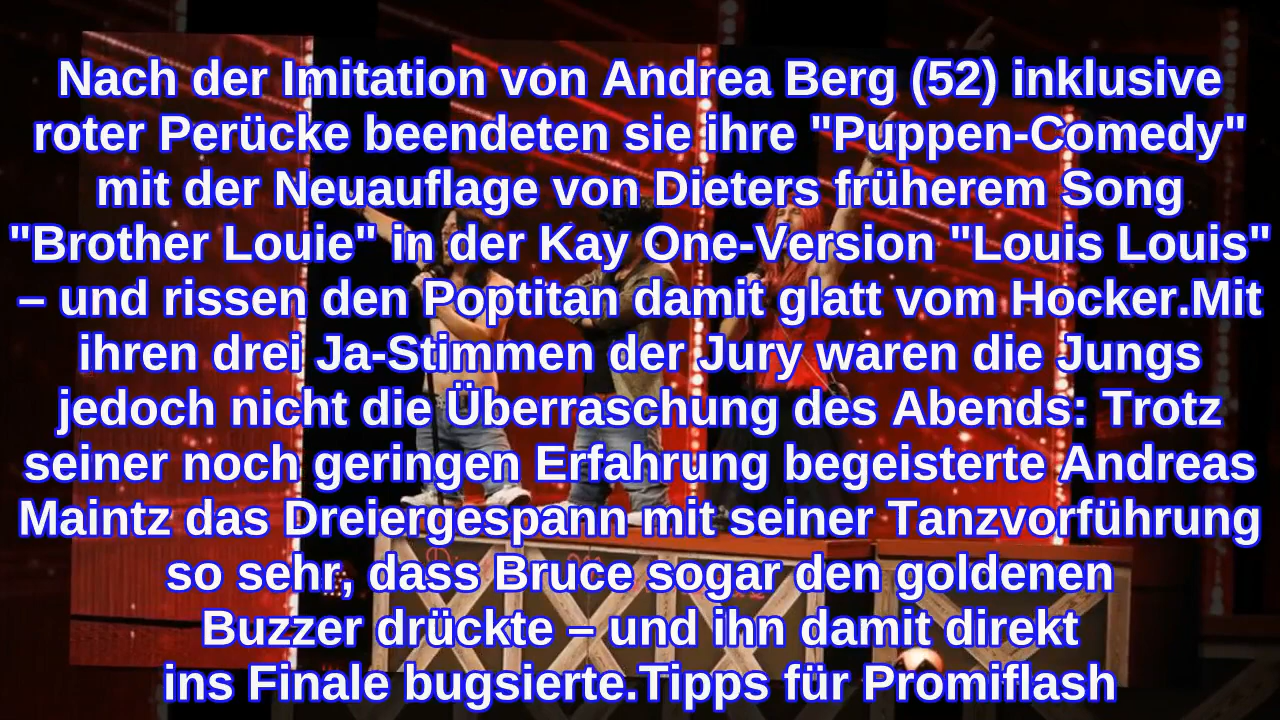 Nach der Imitation von Andrea Berg (52) inklusive
roter Perücke beendeten sie ihre "Puppen-Comedy"
mit der Neuauflage von Dieters früherem Song
"Brother Louie" in der Kay One-Version "Louis Louis"
– und rissen den Poptitan damit glatt vom Hocker.Mit
ihren drei Ja-Stimmen der Jury waren die Jungs
jedoch nicht die Überraschung des Abends: Trotz
seiner noch geringen Erfahrung begeisterte Andreas
Maintz das Dreiergespann mit seiner Tanzvorführung
so sehr, dass Bruce sogar den goldenen
Buzzer drückte – und ihn damit direkt
ins Finale bugsierte.Tipps für Promiflash